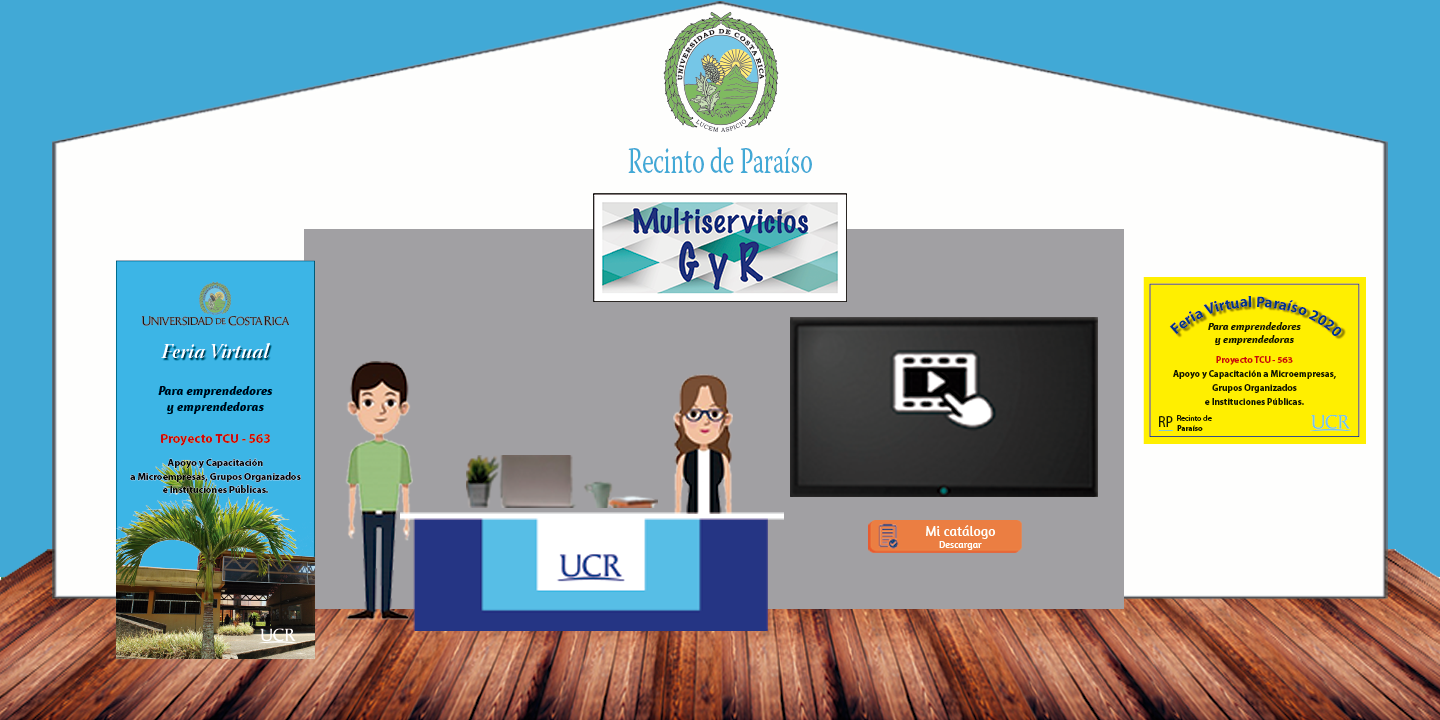 UNIVERSIDAD DE COSTA RICA
LUCEM ASPICIO
Recinto de Paraíso
Multiservicios
G y R
UNIVERSIDAD DE COSTA RICA
Feria Virtual
Para emprendedores
y emprendedoras
Proyecto TCU - 563
Apoyo y Capacitación
a Microempresas, Grupos Organizados
e Instituciones Públicas.
UCR
UCR
Mi catálogo
Descargar
Feria Virtual Paraíso 2020
Para emprendedores
y emprendedoras
Proyecto TCU - 563
Apoyo y Capacitación a Microempresas,
Grupos Organizados
e Instituciones Públicas.
RP Recinto de
Paraíso
UCR